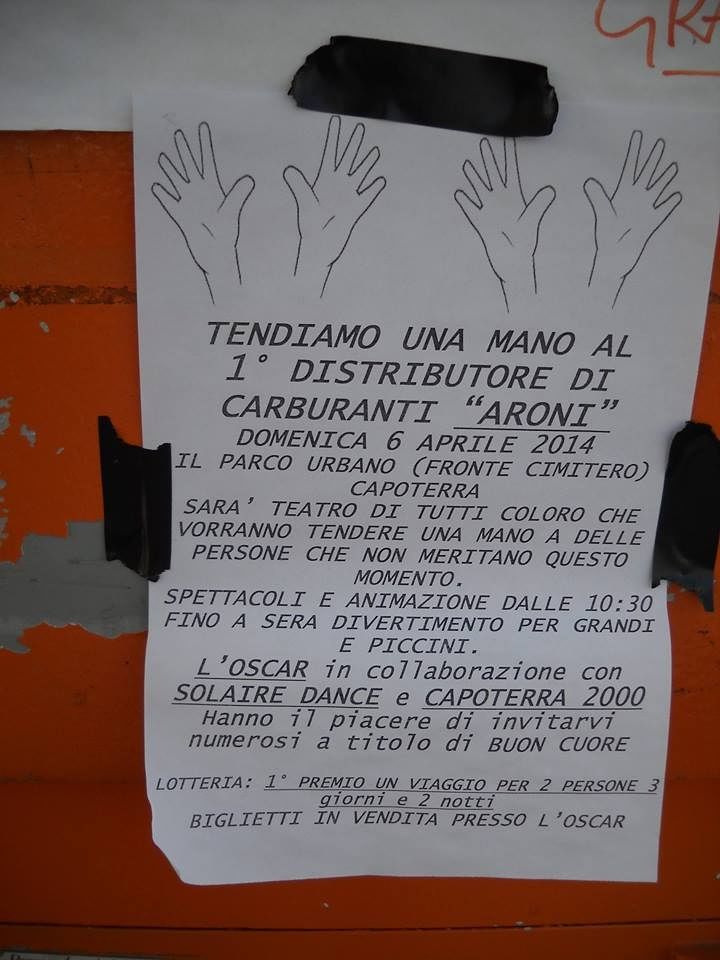 GRA
TENDIAMO UNA MANO AL
1° DISTRIBUTORE DI
CARBURANTI “ARONI”
DOMENICA 6 APRILE 2014
IL PARCO URBANO (FRONTE CIMITERO)
CAPOTERRA
SARA’ TEATRO DI TUTTI COLORO CHE
VORRANNO TENDERE UNA MANO A DELLE
PERSONE CHE NON MERITANO QUESTO
MOMENTO.
SPETTACOLI E ANIMAZIONE DALLE 10:30
FINO A SERA DIVERTIMENTO PER GRANDI
E PICCINI.
L’OSCAR in collaborazione con
SOLAIRE DANCE e CAPOTERRA 2000
Hanno il piacere di invitarvi
numerosi a titolo di BUON CUORE
LOTTERIA: 1° PREMIO UN VIAGGIO PER 2 PERSONE 3
giorni e 2 notti
BIGLIETTI IN VENDITA PRESSO L’OSCAR